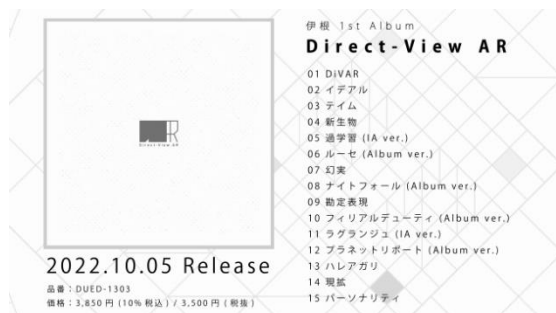 伊根 1st Album
Direct-View AR
01 DiVAR
02 イデアル
03 テイム
04 新生物
05 過学習 (IA ver.)
06 ルーセ (Album ver.)
07 幻実
08 ナイトフォール (Album ver.)
09 勘定表現
10 フィリアルデューティ (Album ver.)
11 ラグランジュ (IA ver.)
12 プラネットリポート (Album ver.)
13 ハレアガリ
14 現拡
15 パーソナリティ
R
Direct-View AR
2022.10.05 Release
品番：DUED-1303
価格：3,850 円 (10% 税込) / 3,500 円 (税抜)